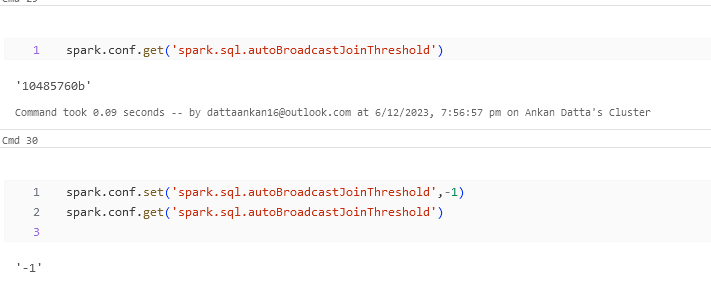 1 spark.conf.get('spark.sql.autoBroadcastJoinThreshold')
'10485760b'
Command took 0.09 seconds -- by dattaankan16@outlook.com at 6/12/2023, 7:56:57 pm on Ankan Datta's Cluster
Cmd 30
1 spark.conf.set('spark.sql.autoBroadcastJoinThreshold',-1)
2 spark.conf.get('spark.sql.autoBroadcastJoinThreshold')
3
'-1'